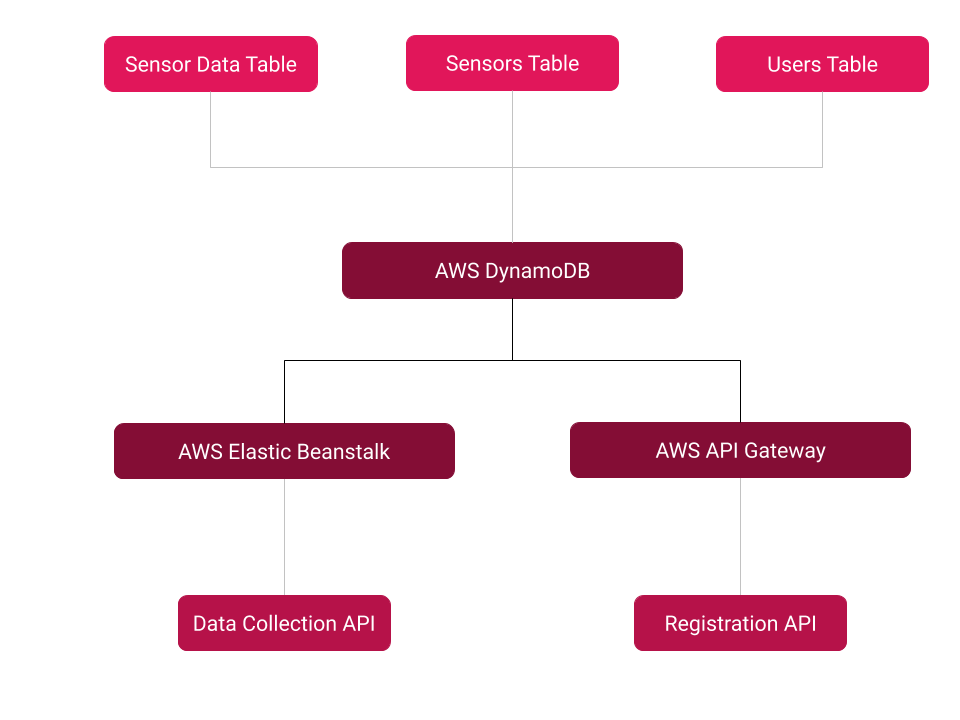 Sensor Data Table
Sensors Table
Users Table
AWS DynamoDB
AWS Elastic Beanstalk
AWS API Gateway
Data Collection API
Registration API